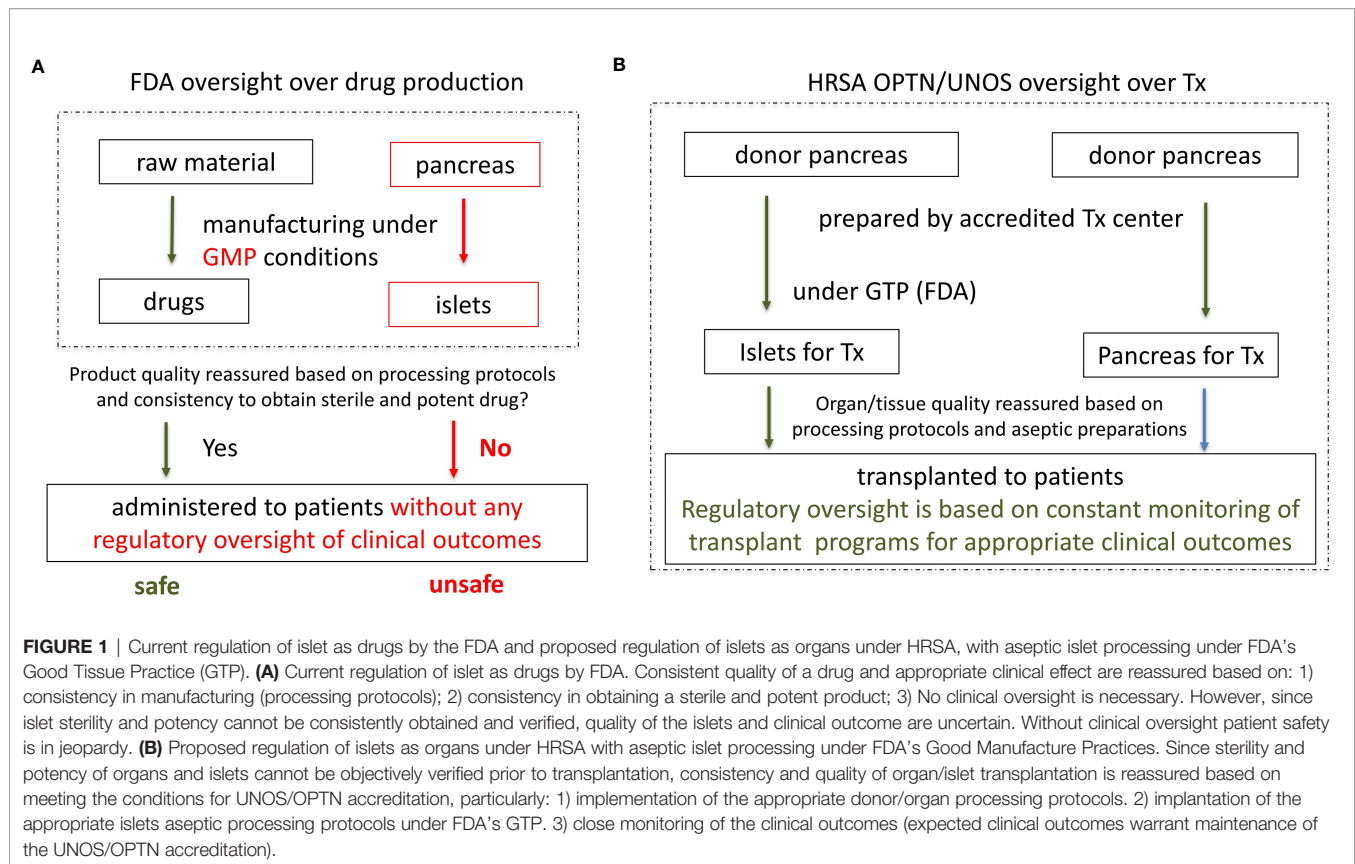 A
FDA oversight over drug production
raw material
pancreas
manufacturing under
GMP conditions
drugs
islets
Product quality reassured based on processing protocols
and consistency to obtain sterile and potent drug?
Yes
No
administered to patients without any
regulatory oversight of clinical outcomes
safe
unsafe
B
HRSA OPTN/UNOS oversight over Tx
donor pancreas
donor pancreas
prepared by accredited Tx center
under GTP (FDA)
Islets for Tx
Pancreas for Tx
Organ/tissue quality reassured based on
processing protocols and aseptic preparations
transplanted to patients
Regulatory oversight is based on constant monitoring of
transplant programs for appropriate clinical outcomes
FIGURE 1 | Current regulation of islet as drugs by the FDA and proposed regulation of islets as organs under HRSA, with aseptic islet processing under FDA's
Good Tissue Practice (GTP). (A) Current regulation of islet as drugs by FDA. Consistent quality of a drug and appropriate clinical effect are reassured based on: 1)
consistency in manufacturing (processing protocols); 2) consistency in obtaining a sterile and potent product; 3) No clinical oversight is necessary. However, since
islet sterility and potency cannot be consistently obtained and verified, quality of the islets and clinical outcome are uncertain. Without clinical oversight patient safety
is in jeopardy. (B) Proposed regulation of islets as organs under HRSA with aseptic islet processing under FDA's Good Manufacture Practices. Since sterility and
potency of organs and islets cannot be objectively verified prior to transplantation, consistency and quality of organ/islet transplantation is reassured based on
meeting the conditions for UNOS/OPTN accreditation, particularly: 1) implementation of the appropriate donor/organ processing protocols. 2) implantation of the
appropriate islets aseptic processing protocols under FDA's GTP. 3) close monitoring of the clinical outcomes (expected clinical outcomes warrant maintenance of
the UNOS/OPTN accreditation).